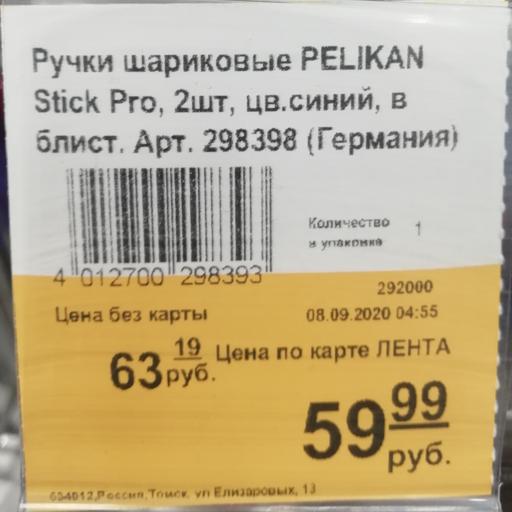 Ручки шариковые PELIKAN
Stick Pro, 2шт, цв.синий, в
блист. Арт. 298398 (Германия)
Количество
в упаковке 1
4 012700 298393
292000
Цена без карты 08.09.2020 04:55
63 19 руб. Цена по карте ЛЕНТА
59 99 руб.
634012,Россия,Томск, ул Елизаровых, 13